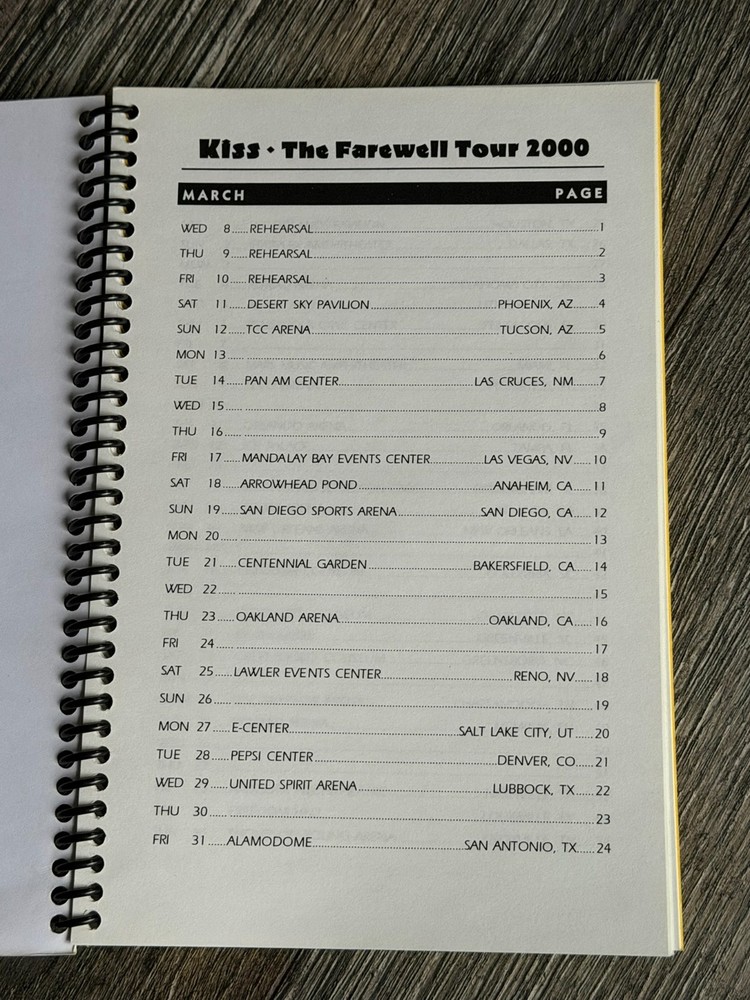 Kiss • The Farewell Tour 2000
MARCH PAGE
WED 8......REHEARSAL......1
THU 9......REHEARSAL......2
FRI 10......REHEARSAL......3
SAT 11......DESERT SKY PAVILION......PHOENIX, AZ......4
SUN 12......TCC ARENA......TUCSON, AZ......5
MON 13......6
TUE 14......PAN AM CENTER......LAS CRUCES, NM......7
WED 15......8
THU 16......9
FRI 17......MANDALAY BAY EVENTS CENTER......LAS VEGAS, NV......10
SAT 18......ARROWHEAD POND......ANAHEIM, CA......11
SUN 19......SAN DIEGO SPORTS ARENA......SAN DIEGO, CA......12
MON 20......13
TUE 21......CENTENNIAL GARDEN......BAKERSFIELD, CA......14
WED 22......15
THU 23......OAKLAND ARENA......OAKLAND, CA......16
FRI 24......17
SAT 25......LAWLER EVENTS CENTER......RENO, NV......18
SUN 26......19
MON 27......E-CENTER......SALT LAKE CITY, UT......20
TUE 28......PEPSI CENTER......DENVER, CO......21
WED 29......UNITED SPIRIT ARENA......LUBBOCK, TX......22
THU 30......23
FRI 31......ALAMODOME......SAN ANTONIO, TX......24